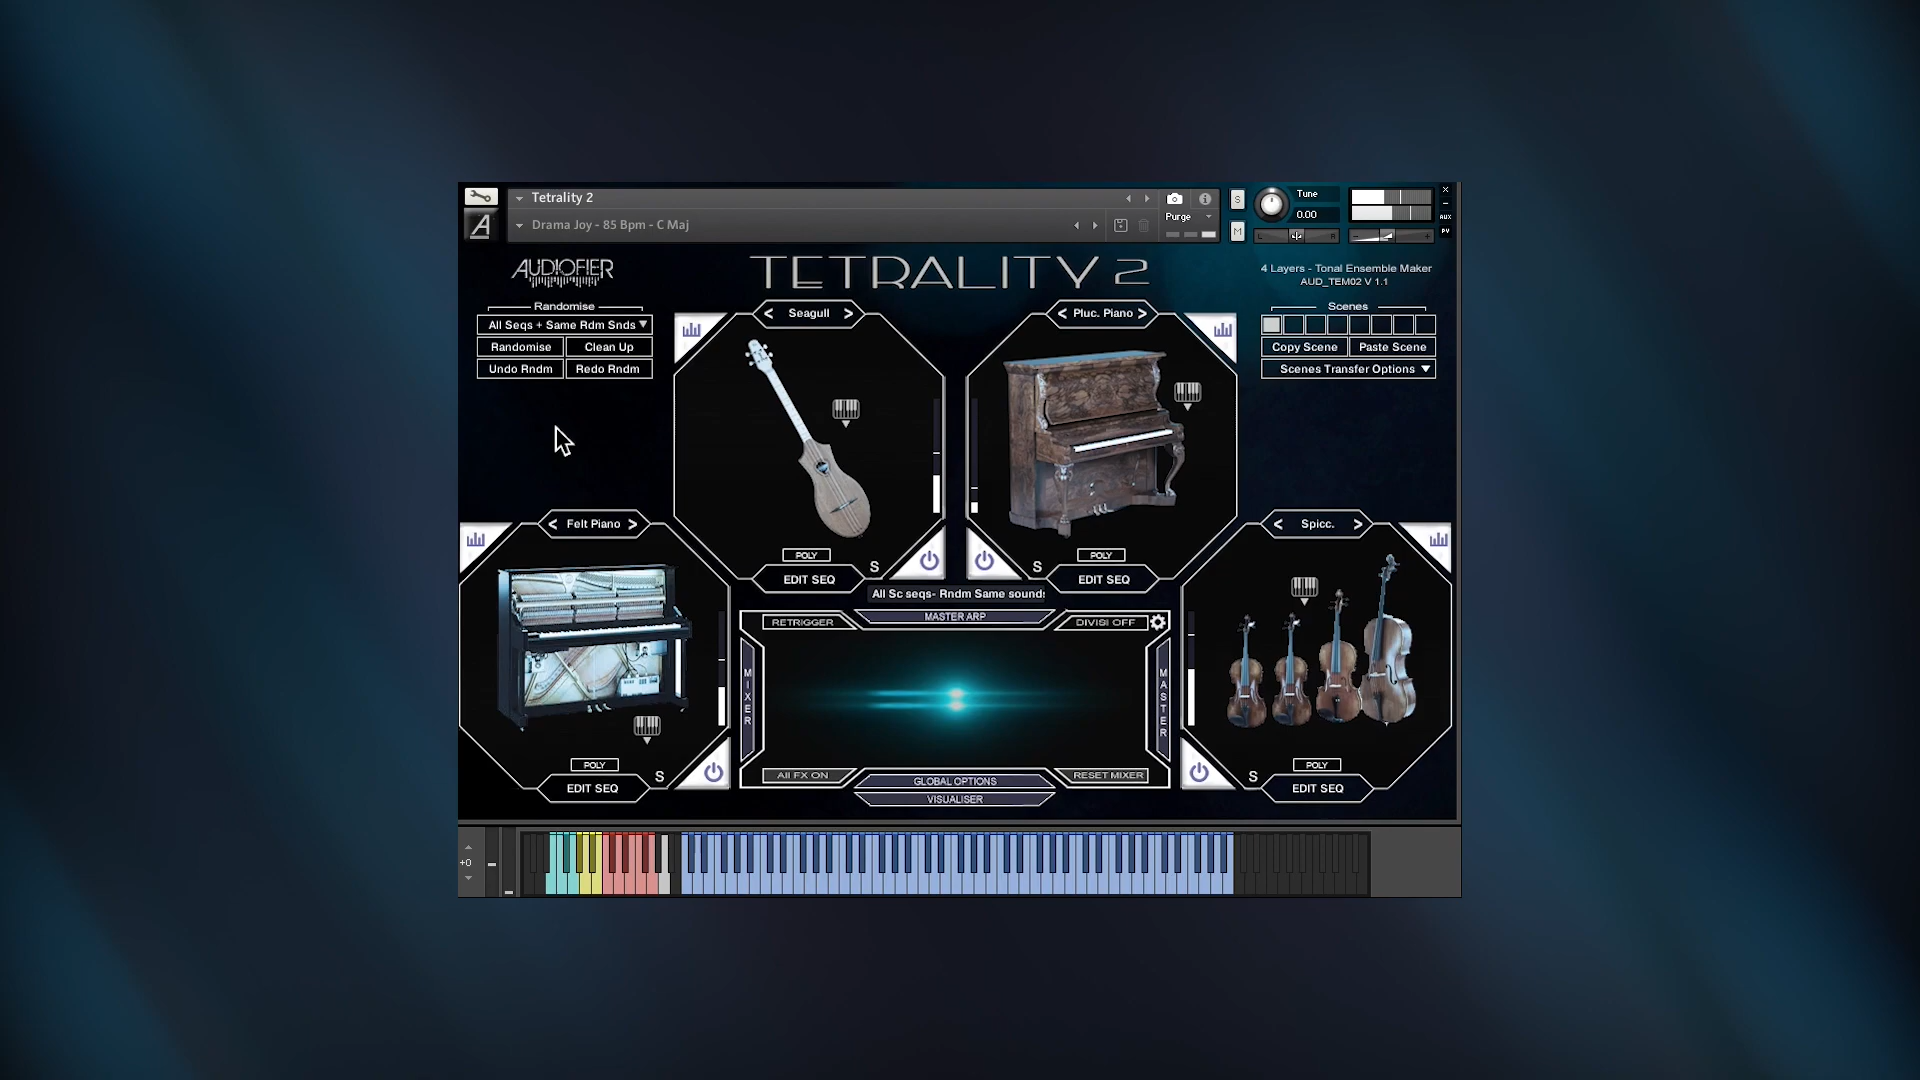 Tetrality 2
Drama Joy - 85 Bpm - C Maj
Purge
S
M
Tune
0.00
L
R
AUX
PV
AUDIOFIER
TETRALITY 2
4 Layers - Tonal Ensemble Maker
AUD_TEM02 V 1.1
Randomise
All Seqs + Same Rdm Snds
Randomise
Clean Up
Undo Rndm
Redo Rndm
Seagull
Pluc. Piano
Scenes
Copy Scene
Paste Scene
Scenes Transfer Options
POLY
S
EDIT SEQ
POLY
S
EDIT SEQ
Felt Piano
Spicc.
All Sc seqs- Rndm Same sounds
RETRIGGER
MASTER ARP
DIVISI OFF
MIXER
MASTER
All FX ON
GLOBAL OPTIONS
RESET MIXER
VISUALISER
POLY
S
EDIT SEQ
POLY
S
EDIT SEQ
+0